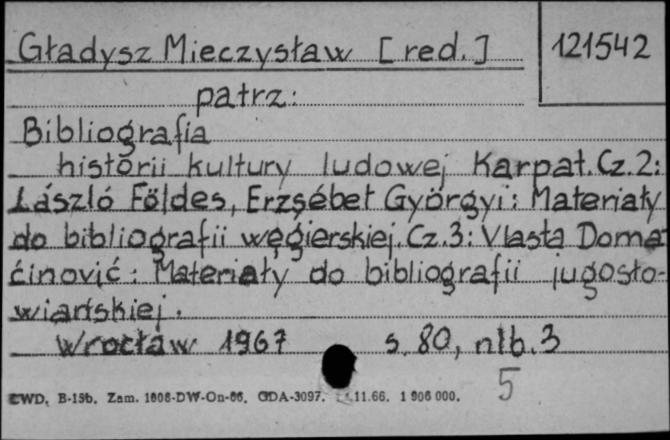 Gładysz Mieczysław [red.] 121542
patrz:
Bibliografia
historii kultury ludowej Karpat. Cz. 2:
László Földes, Erzsébet Györgyi: Materiały
do bibliografii węgierskiej. Cz. 3: Vlasta Doma-
ćinović: Materiały do bibliografii jugosło-
wiańskiej.
Wrocław 1967 s. 80, nlb. 3
5
CWD. B-15b. Zam. 1608-DW-On-66. GDA-3097. 11.66. 1 906 000.